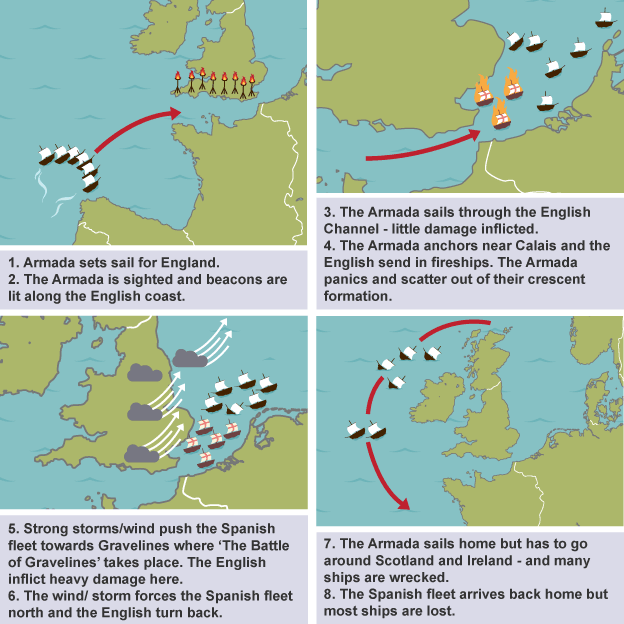 1. Armada sets sail for England.
2. The Armada is sighted and beacons are
lit along the English coast.
3. The Armada sails through the English
Channel - little damage inflicted.
4. The Armada anchors near Calais and the
English send in fireships. The Armada
panics and scatter out of their crescent
formation.
5. Strong storms/wind push the Spanish
fleet towards Gravelines where ‘The Battle
of Gravelines’ takes place. The English
inflict heavy damage here.
6. The wind/ storm forces the Spanish fleet
north and the English turn back.
7. The Armada sails home but has to go
around Scotland and Ireland - and many
ships are wrecked.
8. The Spanish fleet arrives back home but
most ships are lost.